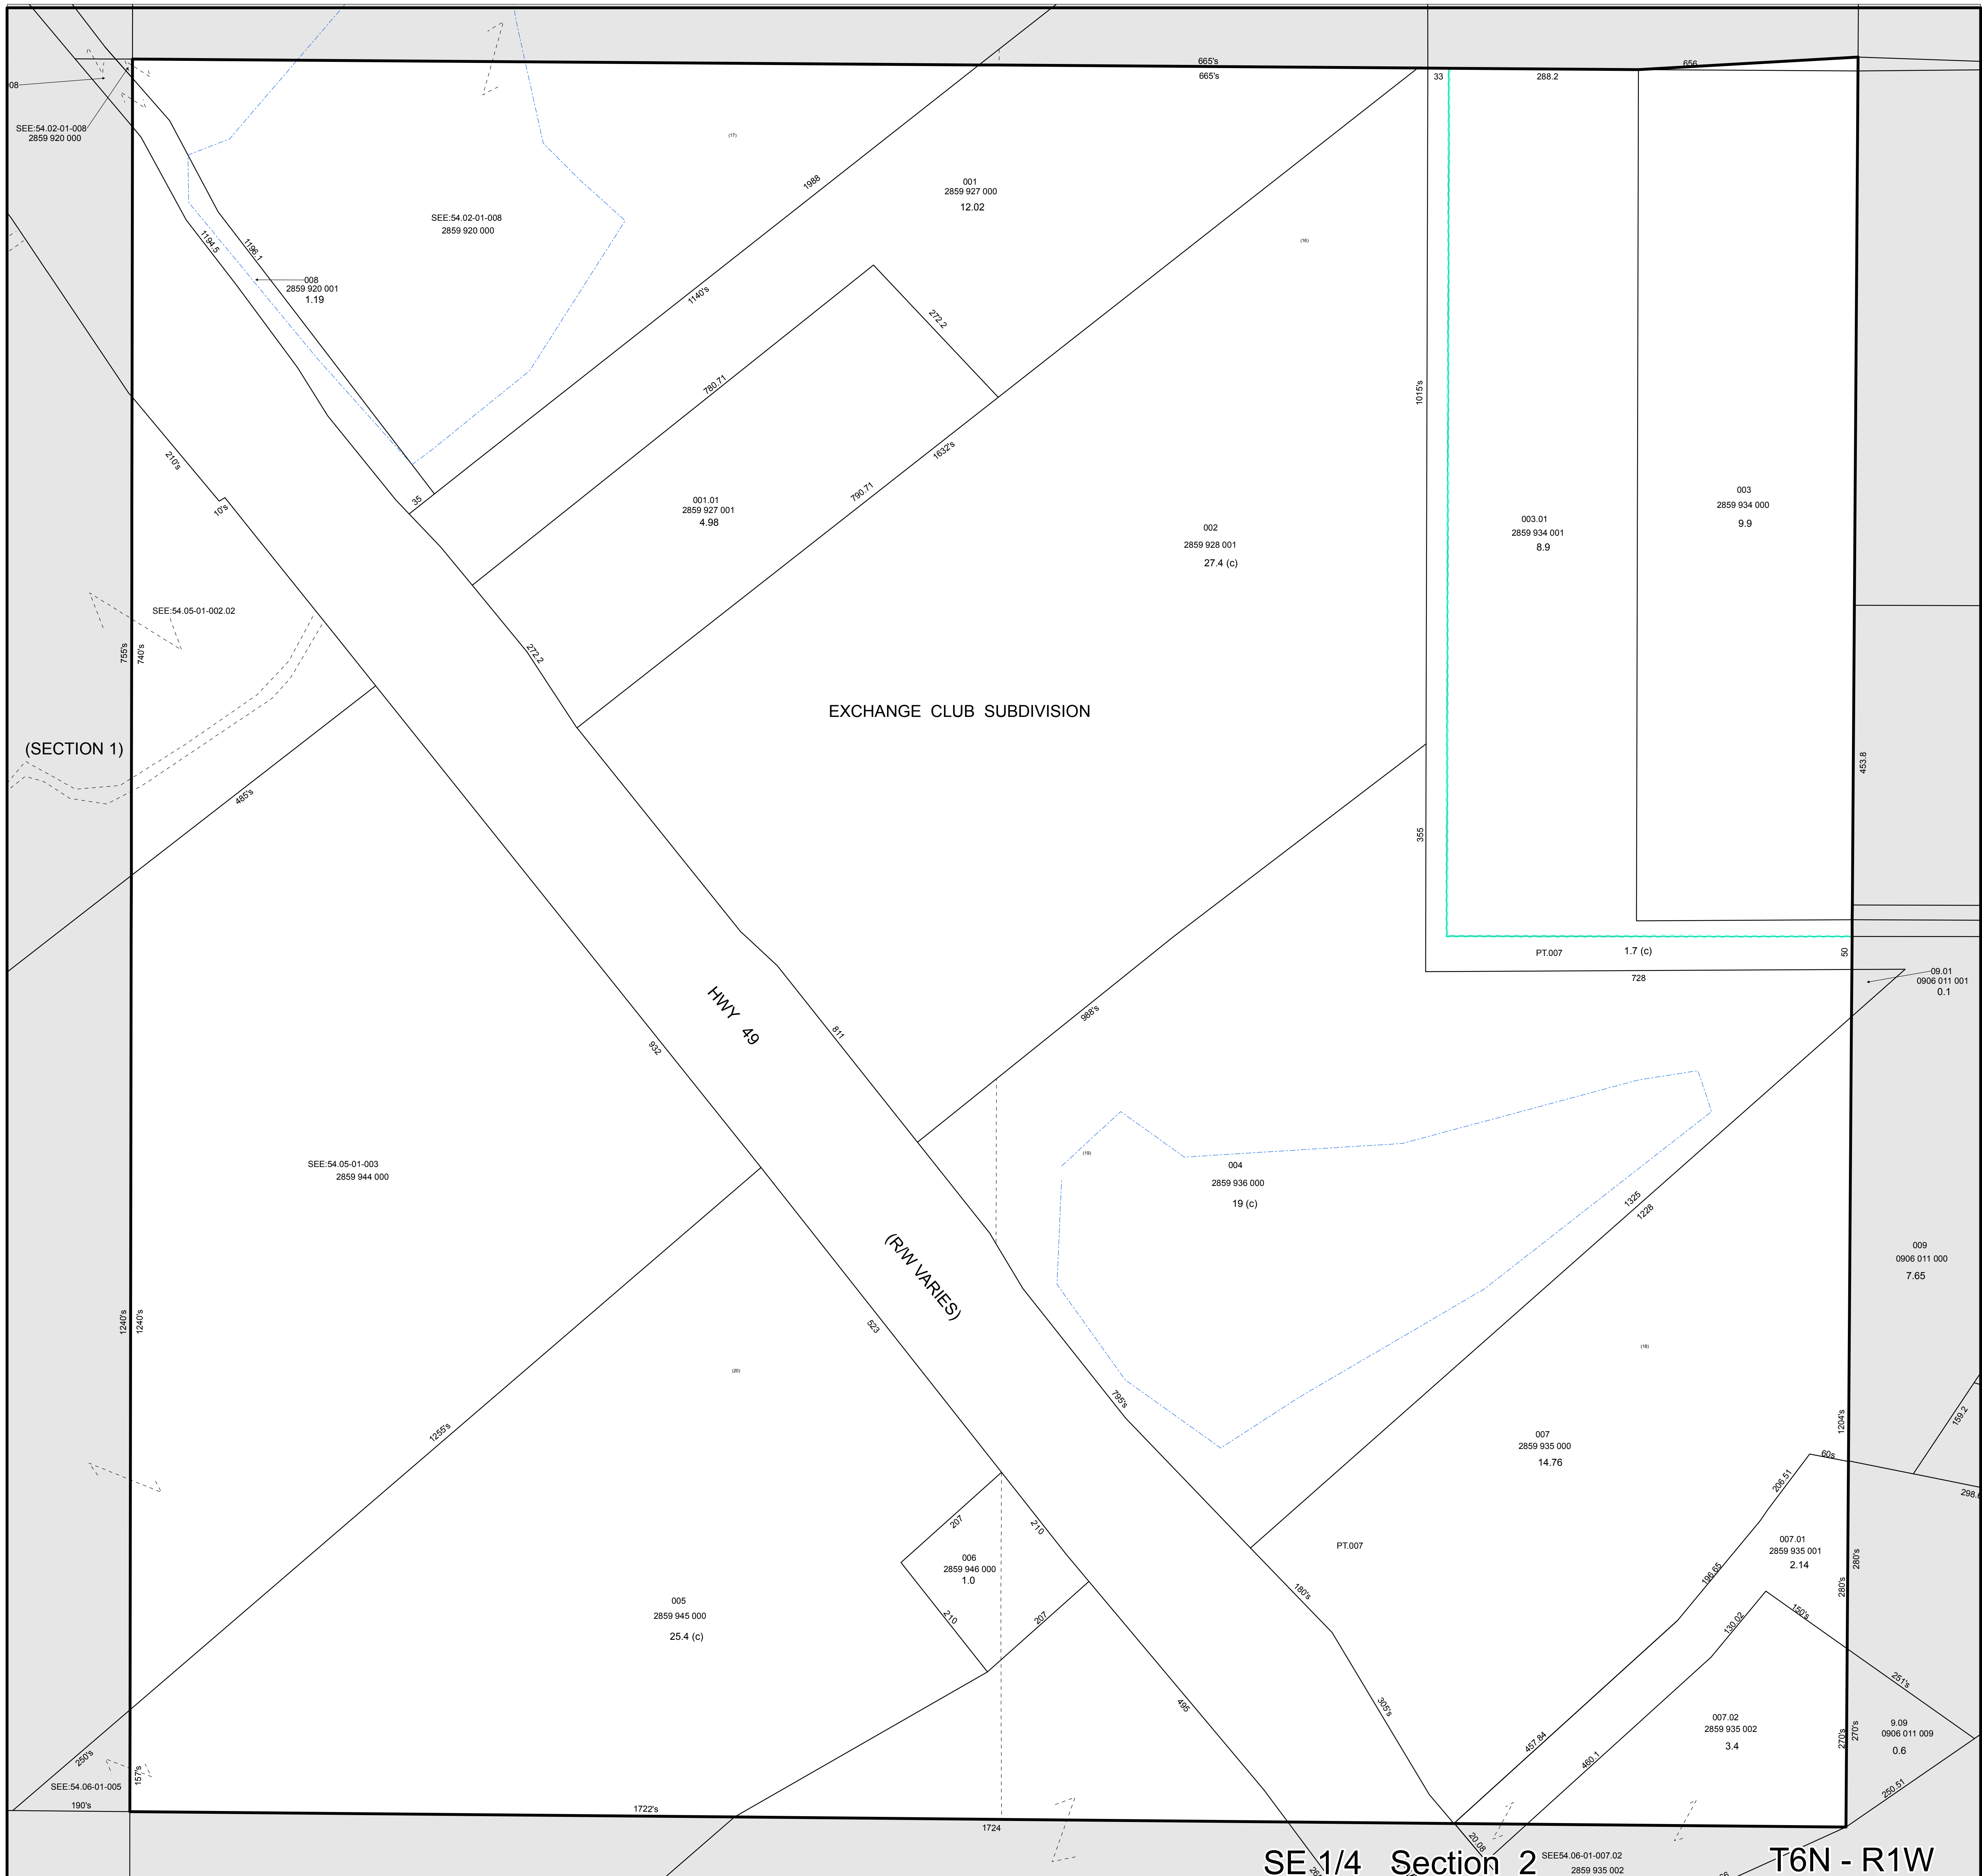 665's
656
665's
33
288.2
08
SEE:54.02-01-008
2859 920 000
(17)
1988
001
2859 927 000
12.02
SEE:54.02-01-008
2859 920 000
(16)
1194.5
1196.1
008
2859 920 001
1.19
1140's
272.2
780.71
1015's
210's
1632's
790.71
35
10's
001.01
2859 927 001
4.98
002
2859 928 001
27.4 (c)
003.01
2859 934 001
8.9
003
2859 934 000
9.9
SEE:54.05-01-002.02
755's
740's
272.2
EXCHANGE CLUB SUBDIVISION
(SECTION 1)
453.8
485's
355
PT.007
1.7 (c)
50
728
09.01
0906 011 001
0.1
HWY 49
811
932
988's
SEE:54.05-01-003
2859 944 000
(19)
004
2859 936 000
19 (c)
1325
1228
009
0906 011 000
7.65
(R/W VARIES)
1240's
1240's
523
(18)
(20)
795's
1255's
1204's
159.2
007
2859 935 000
14.76
60s
206.51
298.6
207
210
006
2859 946 000
1.0
PT.007
007.01
2859 935 001
2.14
280's
280's
196.65
180's
005
2859 945 000
25.4 (c)
210
207
150's
130.02
251's
495
305's
007.02
2859 935 002
3.4
270's
270's
9.09
0906 011 009
0.6
457.84
460.1
250's
157's
SEE:54.06-01-005
190's
250.51
1722's
1724
20.08
SE 1/4 Section 2
SEE54.06-01-007.02
2859 935 002
T6N - R1W